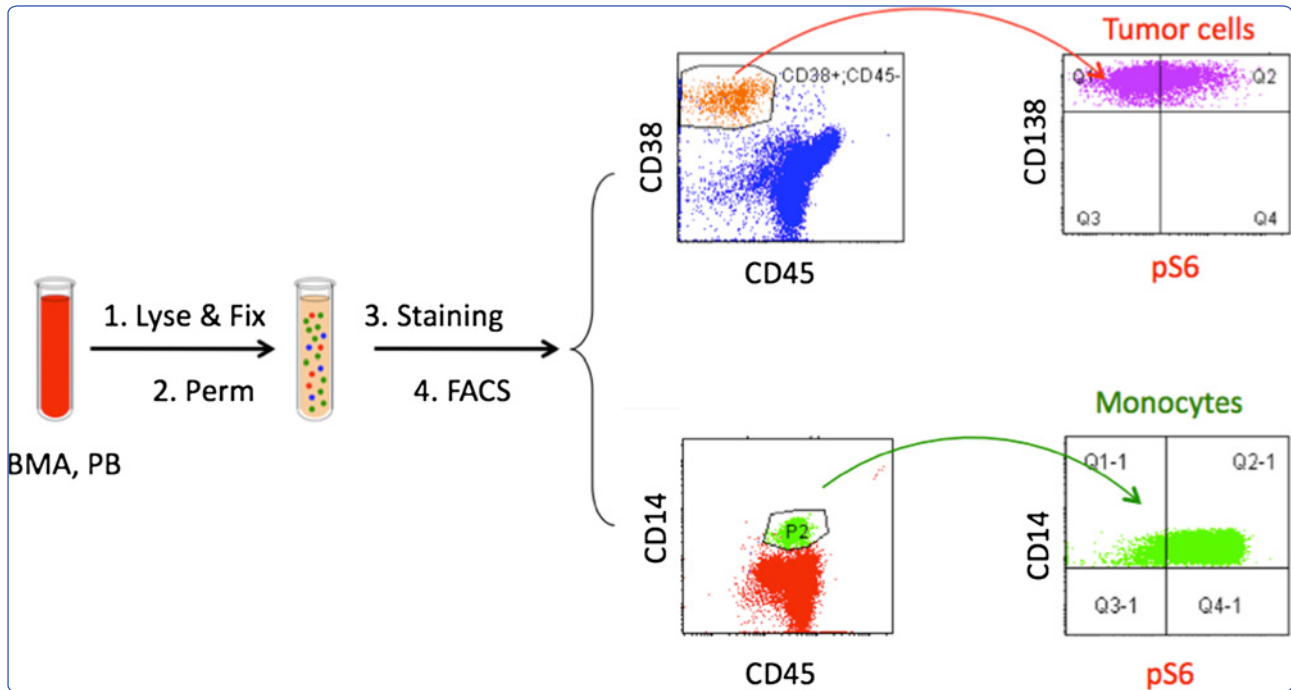 BMA, PB
1. Lyse & Fix
2. Perm
3. Staining
4. FACS
CD38
CD38+;CD45-
CD45
Tumor cells
CD138
Q1
Q2
Q3
Q4
pS6
CD14
P2
CD45
Monocytes
CD14
Q1-1
Q2-1
Q3-1
Q4-1
pS6